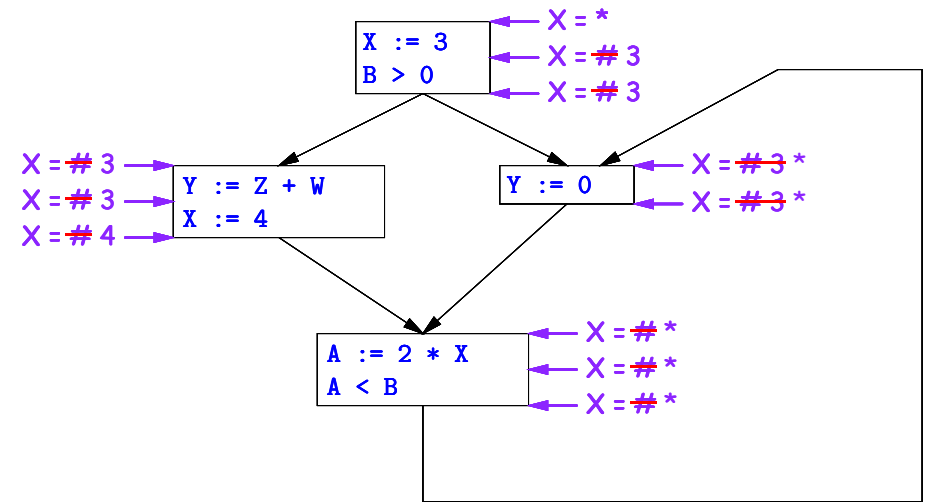 X = *
X := 3
X = # 3
B > 0
X = # 3
X = # 3
Y := Z + W
X = # 3
X := 4
X = # 4
Y := 0
X = # 3 *
X = # 3 *
A := 2 * X
A < B
X = # *
X = # *
X = # *